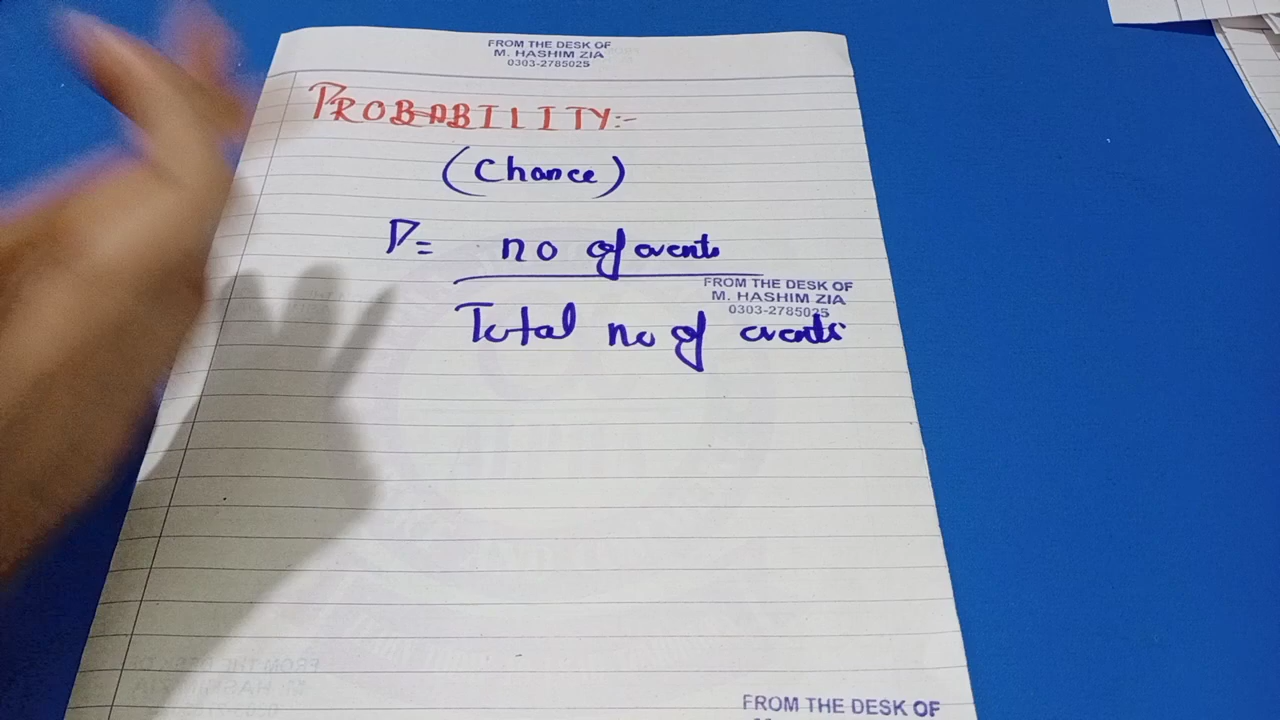 FROM THE DESK OF
M. HASHIM ZIA
0303-2785025
PROBABILITY:-
(Chance)
P= no of events
Total no of events
FROM THE DESK OF
M. HASHIM ZIA
0303-2785025
FROM THE DESK OF